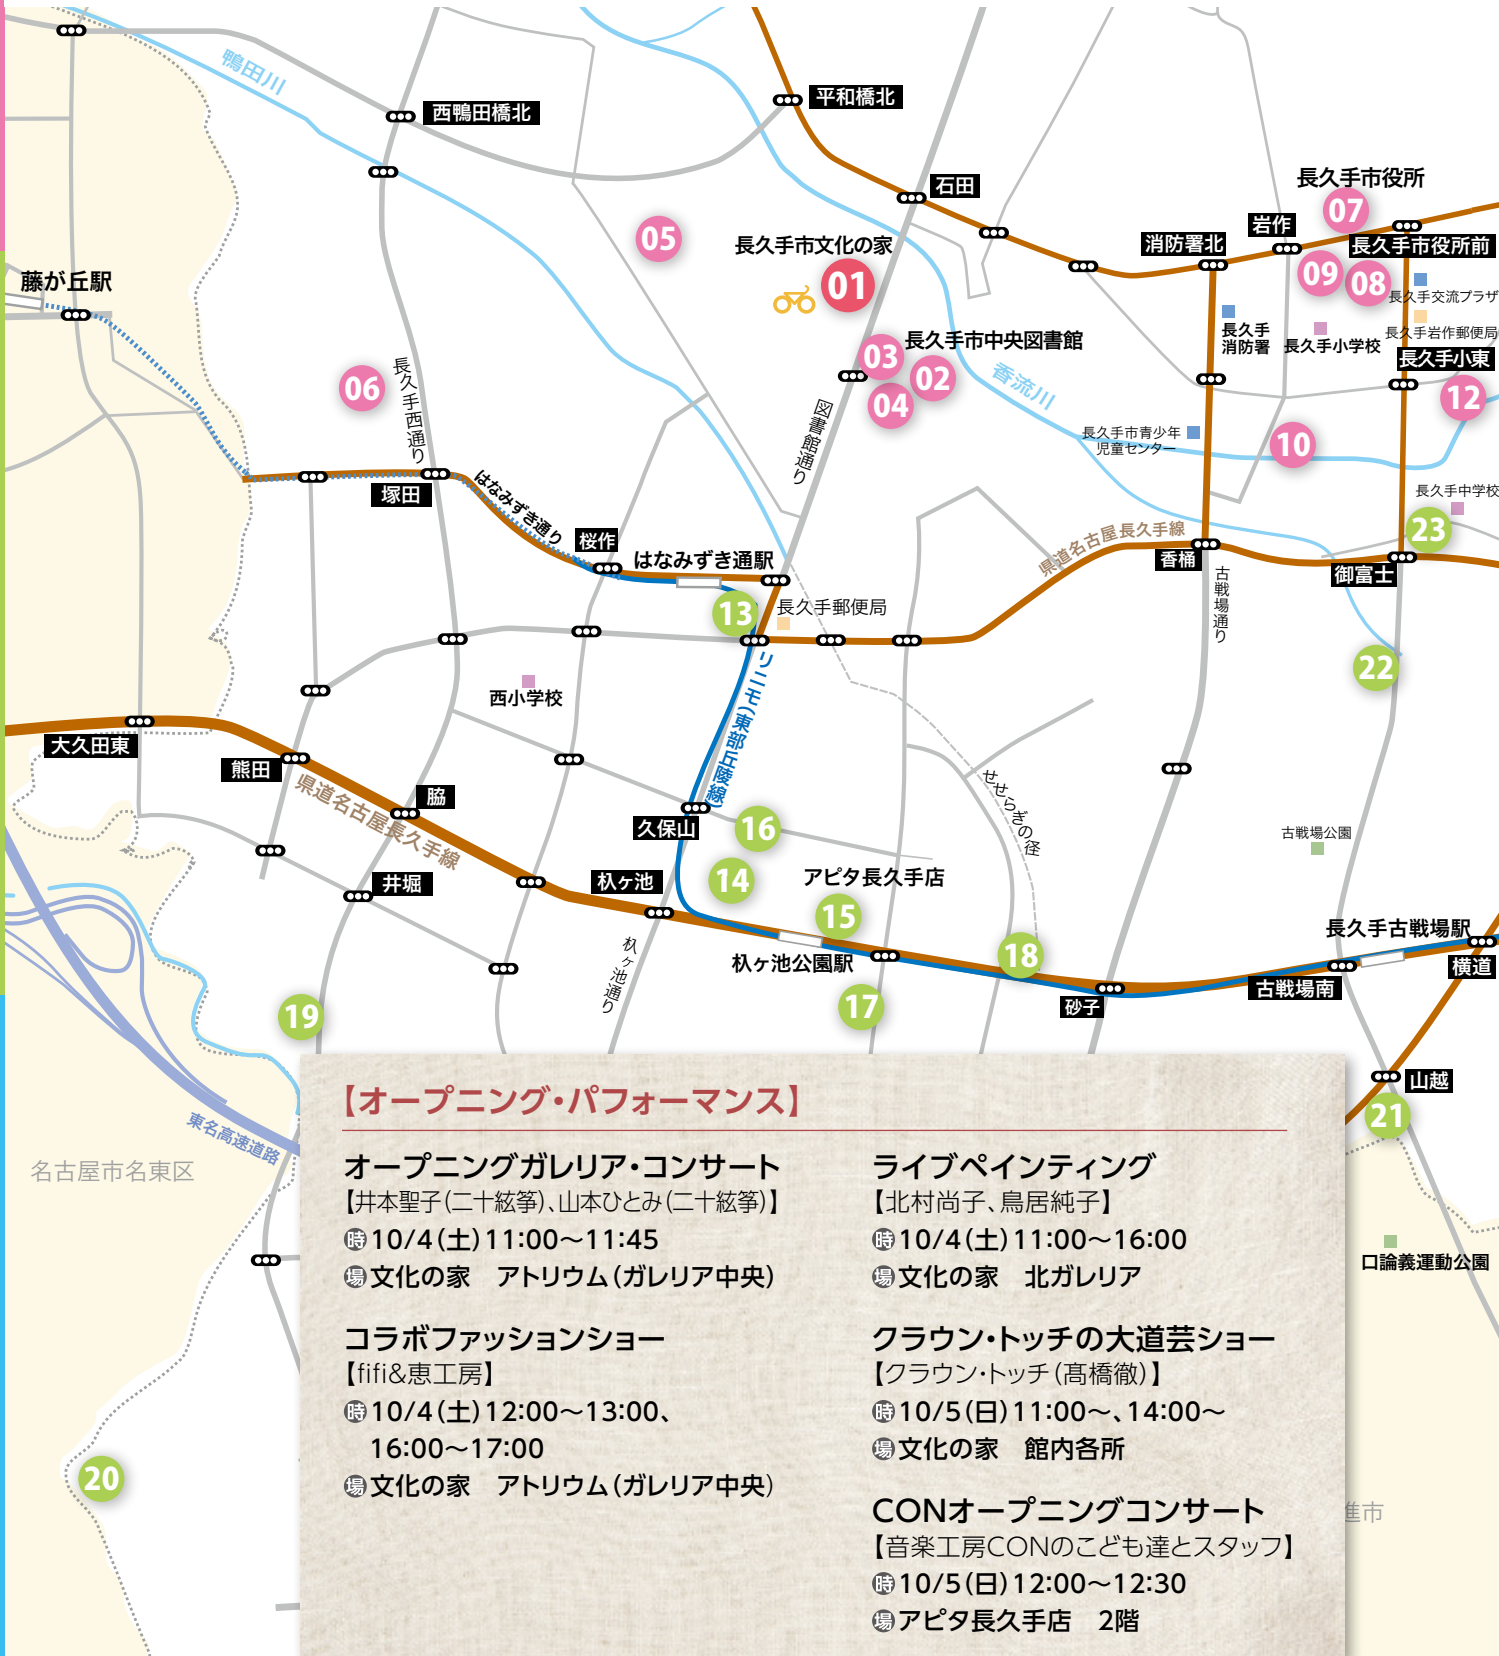 鴨田川
西鴨田橋北
平和橋北
石田
長久手市役所
07
岩作
消防署北
長久手市役所前
05
長久手市文化の家
01
09
08
藤が丘駅
長久手交流プラザ
長久手
消防署
長久手小学校
長久手岩作郵便局
長久手小東
03
長久手市中央図書館
02
04
06
長久手西通り
香流川
12
図書館通り
長久手市青少年
児童センター
10
塚田
はなみずき通り
長久手中学校
23
桜作
はなみずき通駅
県道名古屋長久手線
香桶
御富士
古戦場通り
13
長久手郵便局
22
リニモ(東部丘陵線)
西小学校
大久田東
熊田
県道名古屋長久手線
脇
せせらぎの径
久保山
16
古戦場公園
井堀
杁ヶ池
14
アピタ長久手店
15
杁ヶ池通り
杁ヶ池公園駅
18
長久手古戦場駅
横道
古戦場南
砂子
17
19
山越
21
東名高速道路
名古屋市名東区
口論義運動公園
20
進市
【オープニング・パフォーマンス】
オープニングガレリア・コンサート
【井本聖子(二十絃筝)、山本ひとみ(二十絃筝)】
時10/4(土)11:00〜11:45
場文化の家　アトリウム(ガレリア中央)
コラボファッションショー
【fifi&恵工房】
時10/4(土)12:00〜13:00、
16:00〜17:00
場文化の家　アトリウム(ガレリア中央)
ライブペインティング
【北村尚子、鳥居純子】
時10/4(土)11:00〜16:00
場文化の家　北ガレリア
クラウン・トッチの大道芸ショー
【クラウン・トッチ(髙橋徹)】
時10/5(日)11:00〜、14:00〜
場文化の家　館内各所
CONオープニングコンサート
【音楽工房CONのこども達とスタッフ】
時10/5(日)12:00〜12:30
場アピタ長久手店　2階